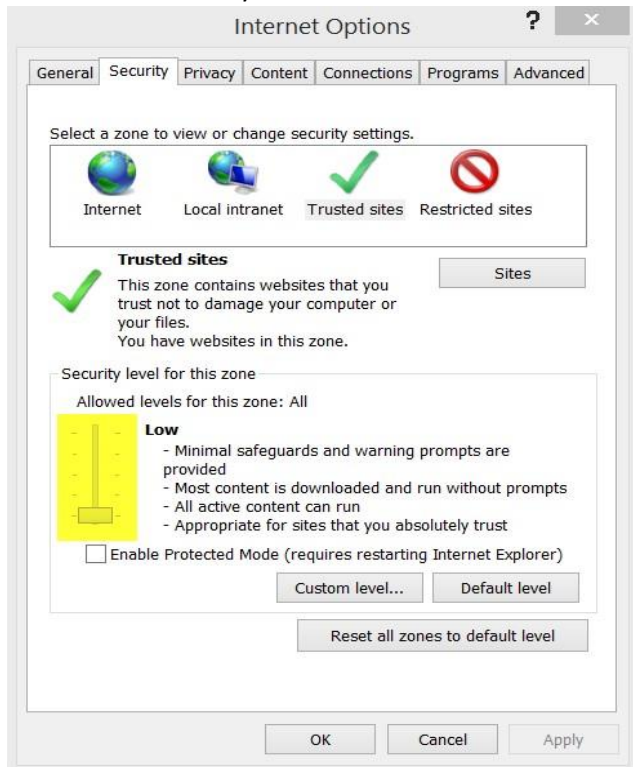 Internet Options
?
×
General Security Privacy Content Connections Programs Advanced
Select a zone to view or change security settings.
Internet Local intranet Trusted sites Restricted sites
Trusted sites
Sites
This zone contains websites that you
trust not to damage your computer or
your files.
You have websites in this zone.
Security level for this zone
Allowed levels for this zone: All
Low
- Minimal safeguards and warning prompts are
provided
- Most content is downloaded and run without prompts
- All active content can run
- Appropriate for sites that you absolutely trust
Enable Protected Mode (requires restarting Internet Explorer)
Custom level... Default level
Reset all zones to default level
OK Cancel Apply